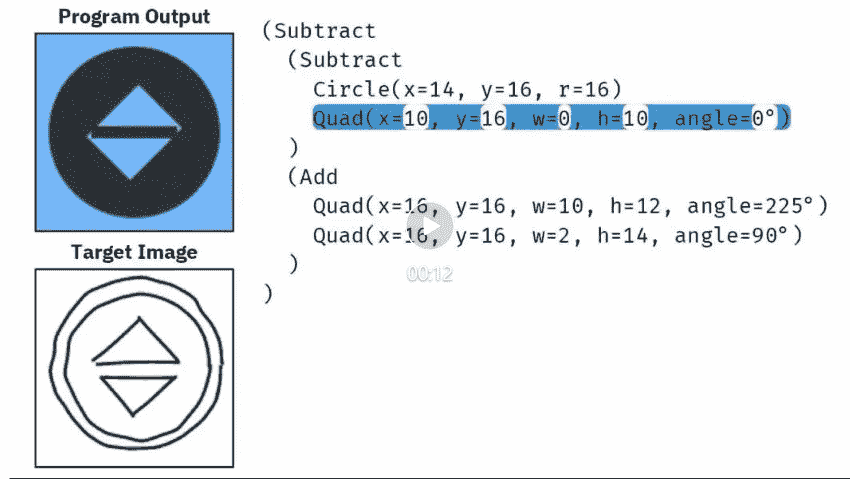 Program Output
(Subtract
(Subtract
Circle(x=14, y=16, r=16)
Quad(x=10, y=16, w=0, h=10, angle=0°)
)
(Add
Quad(x=16, y=16, w=10, h=12, angle=225°)
Quad(x=16, y=16, w=2, h=14, angle=90°)
)
)
Target Image
00:12